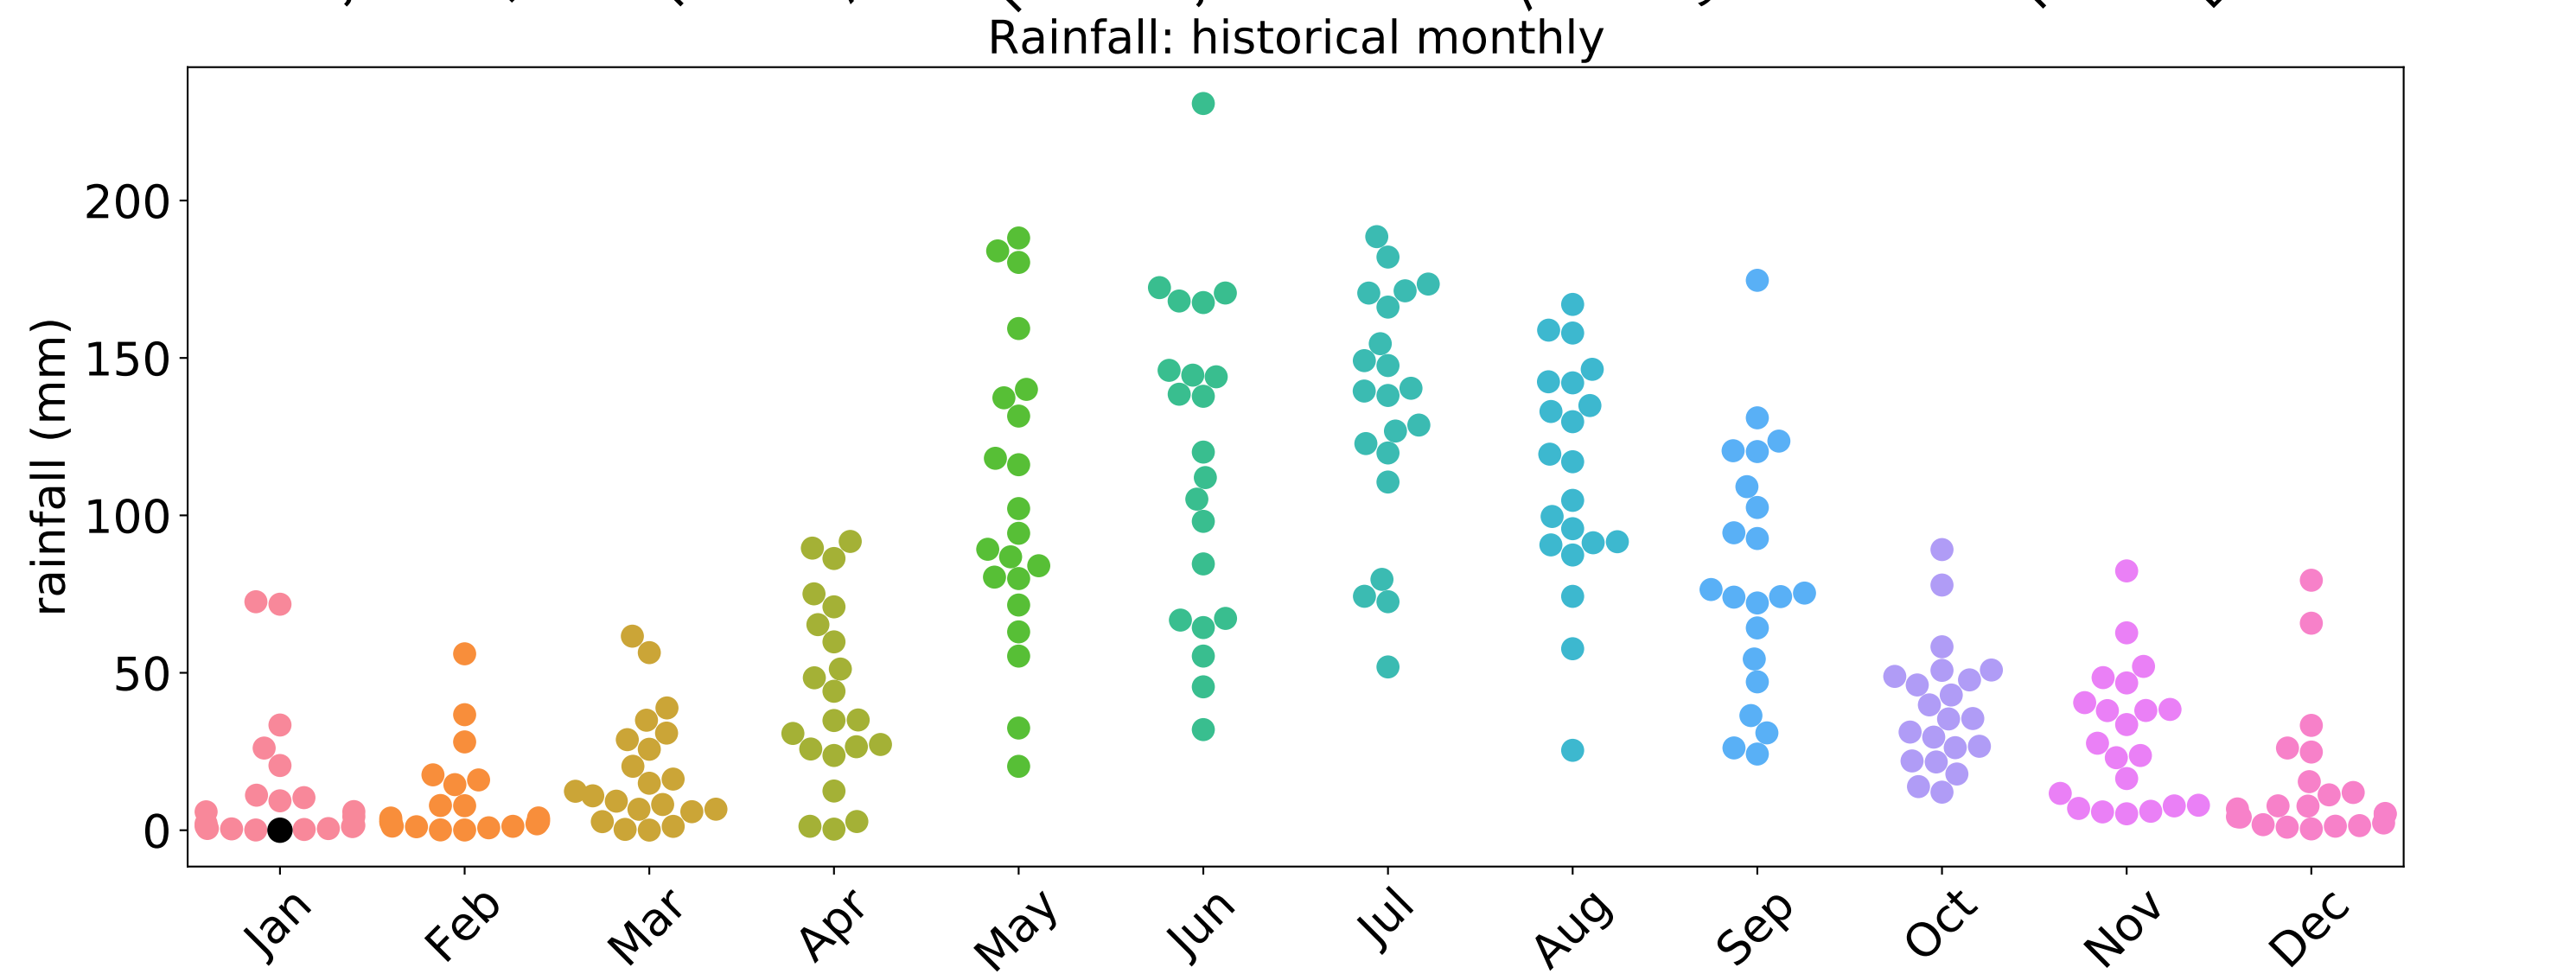 Rainfall: historical monthly
rainfall (mm)
200
150
100
50
0
Jan
Feb
Mar
Apr
May
Jun
Jul
Aug
Sep
Oct
Nov
Dec